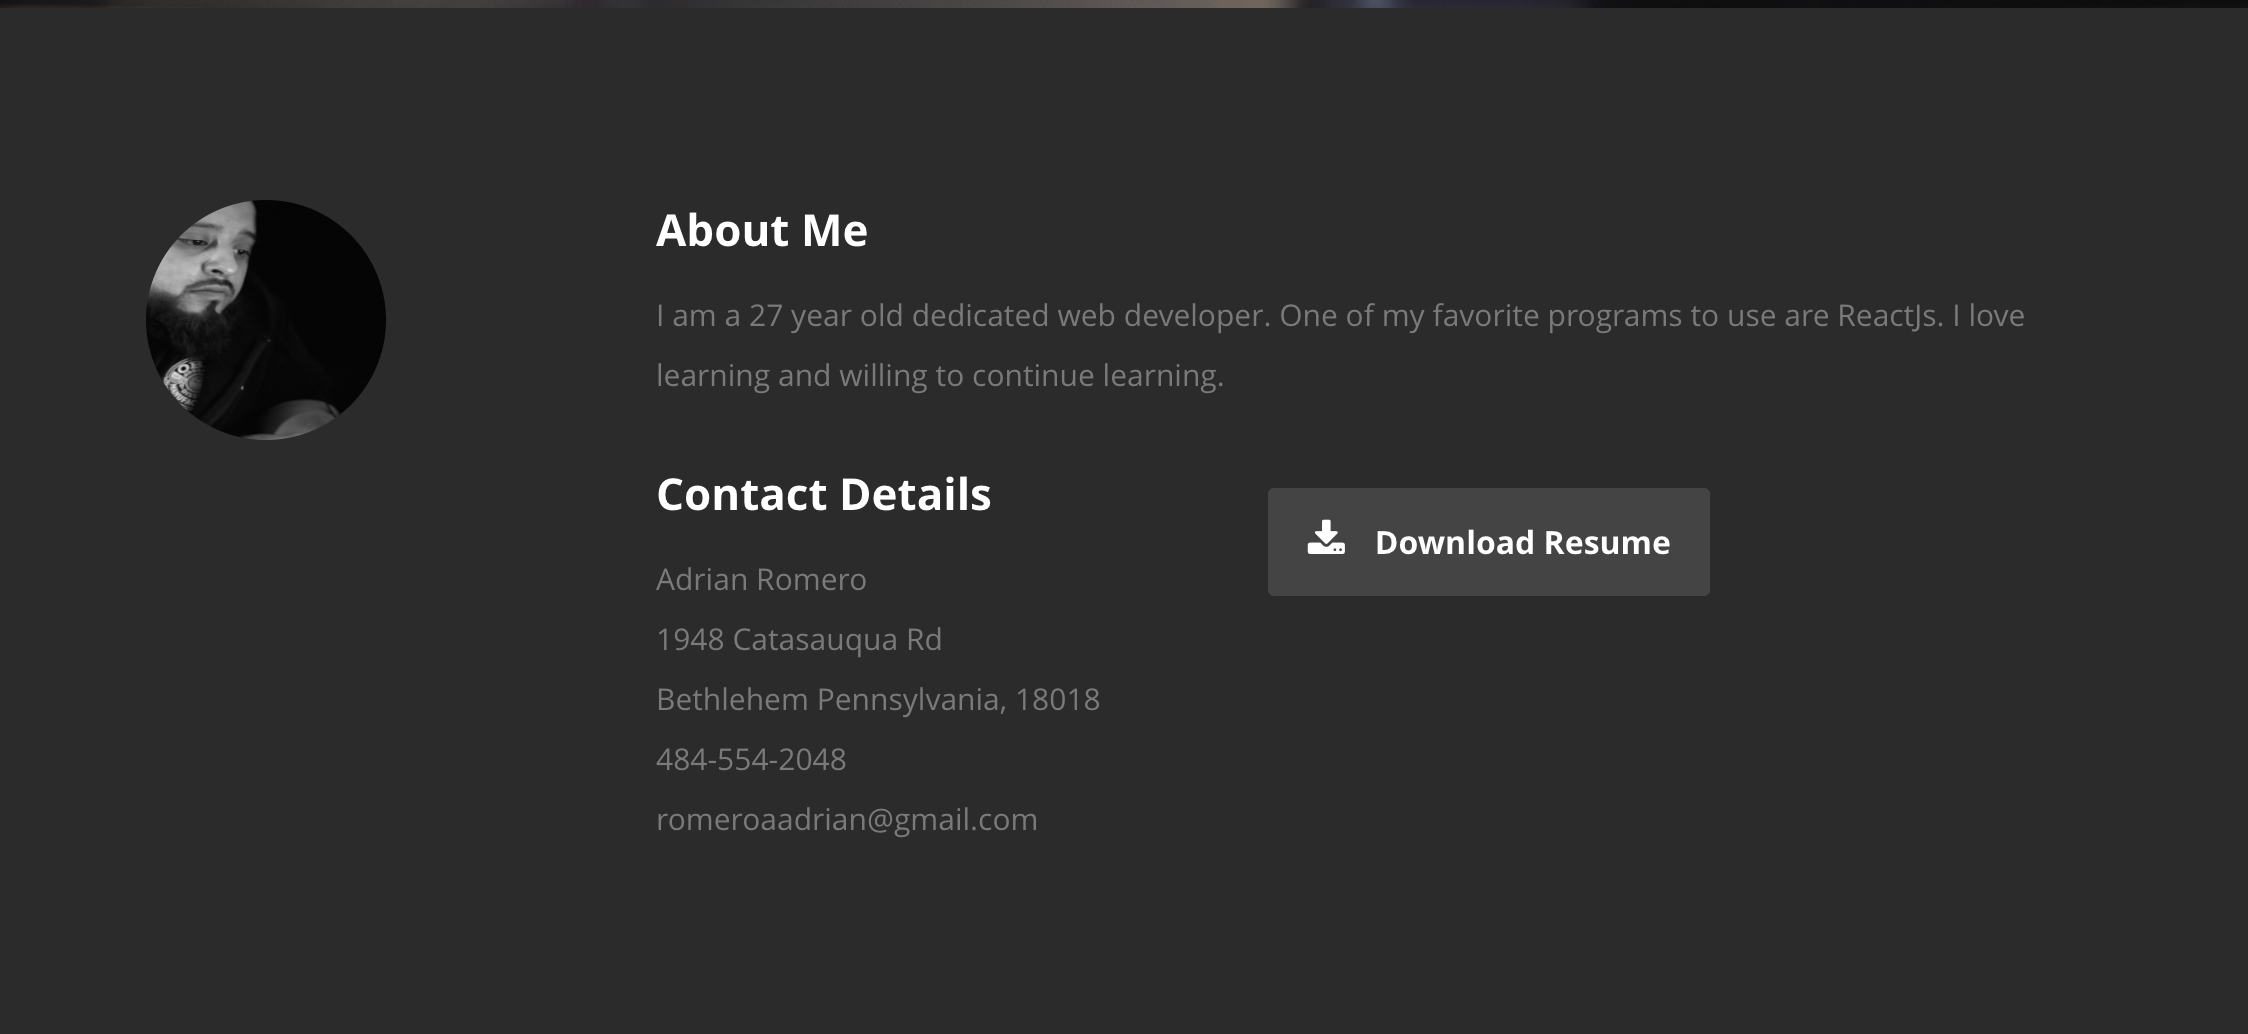 About Me
I am a 27 year old dedicated web developer. One of my favorite programs to use are ReactJs. I love
learning and willing to continue learning.
Contact Details
Download Resume
Adrian Romero
1948 Catasauqua Rd
Bethlehem Pennsylvania, 18018
484-554-2048
romeroaadrian@gmail.com